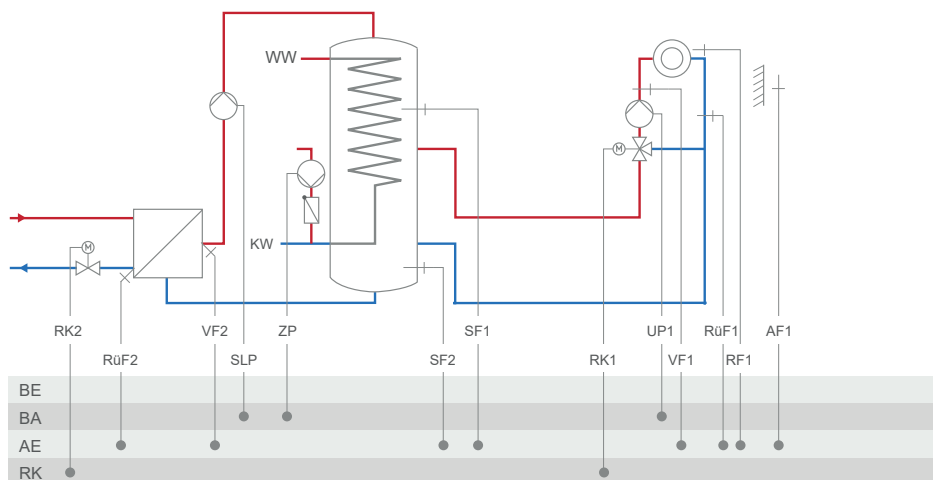 WW
M
KW
M
RK2
VF2
ZP
SF1
UP1
RüF1
AF1
RüF2
SLP
SF2
RK1
VF1
RF1
BE
BA
AE
RK